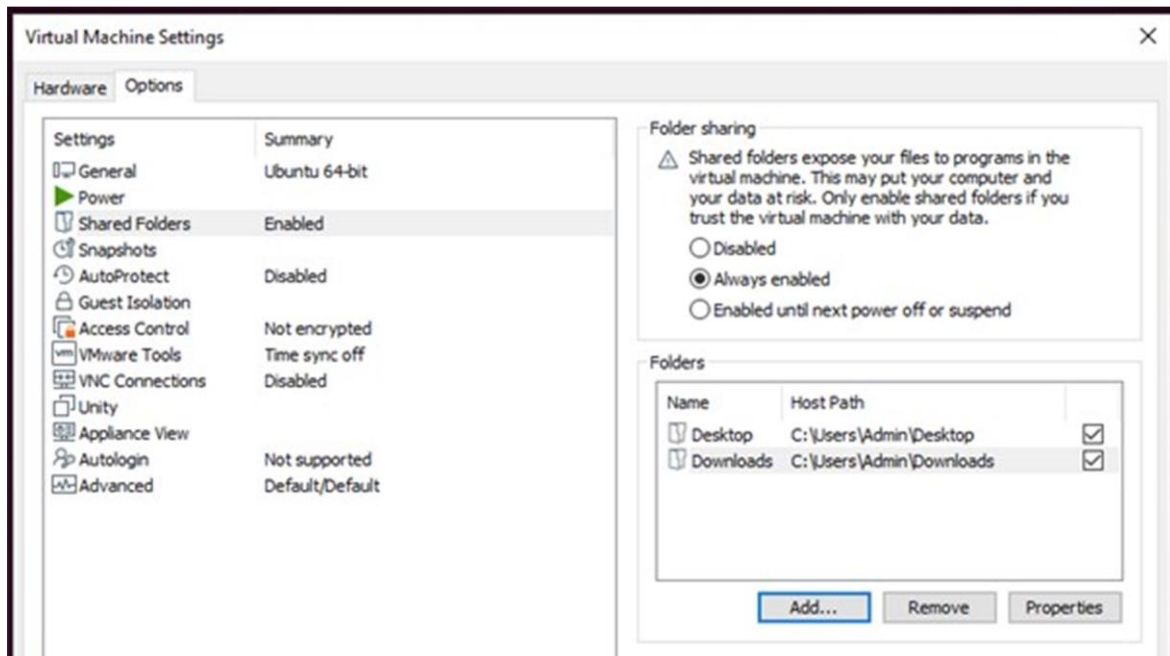 Virtual Machine Settings
Hardware Options
Settings Summary
General Ubuntu 64-bit
Power
Shared Folders Enabled
Snapshots
AutoProtect Disabled
Guest Isolation
Access Control Not encrypted
vm VMware Tools Time sync off
VNC Connections Disabled
Unity
Appliance View
Autologin Not supported
Advanced Default/Default
Folder sharing
Shared folders expose your files to programs in the
virtual machine. This may put your computer and
your data at risk. Only enable shared folders if you
trust the virtual machine with your data.
Disabled
Always enabled
Enabled until next power off or suspend
Folders
Name Host Path
Desktop C:\Users\Admin\Desktop
Downloads C:\Users\Admin\Downloads
Add... Remove Properties